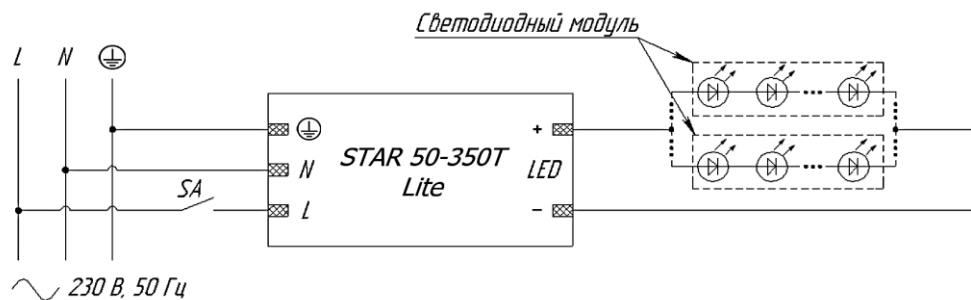 Светодиодный модуль
L N
SA
STAR 50-350T
Lite
N
L
+
LED
−
230 В, 50 Гц